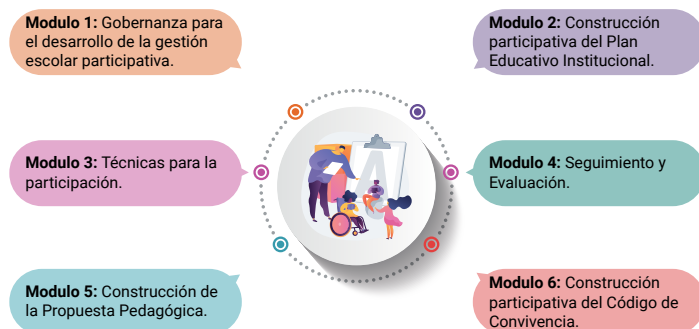 Modulo 1: Gobernanza para
el desarrollo de la gestión
escolar participativa.
Modulo 2: Construcción
participativa del Plan
Educativo Institucional.
Modulo 3: Técnicas para la
participación.
Modulo 4: Seguimiento y
Evaluación.
Modulo 5: Construcción de
la Propuesta Pedagógica.
Modulo 6: Construcción
participativa del Código de
Convivencia.